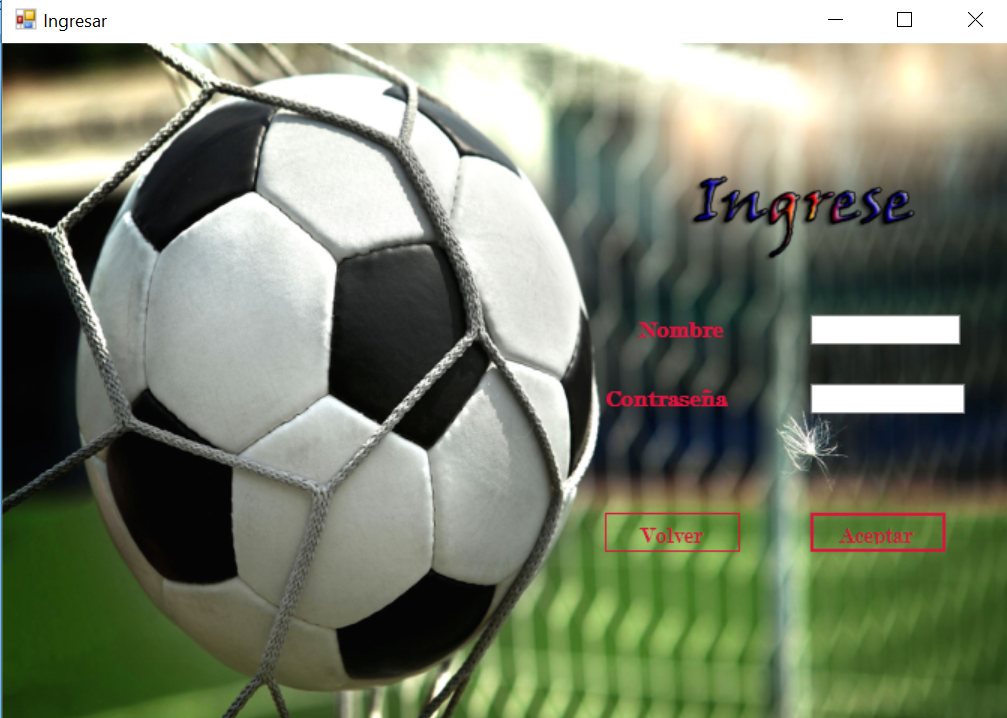 Ingresar
Ingrese
Nombre
Contraseña
Volver Aceptar